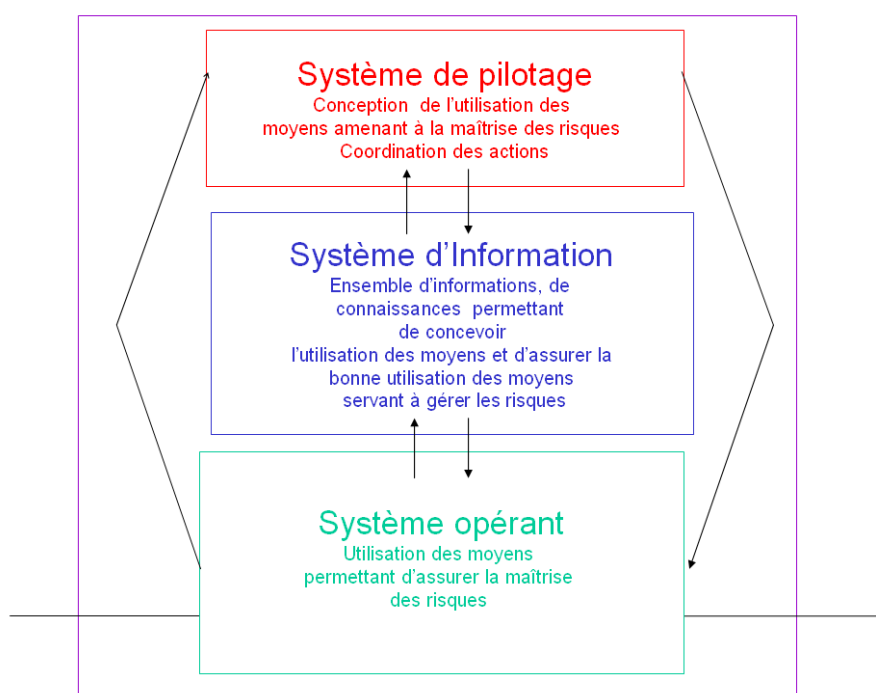 Système de pilotage
Conception de l'utilisation des
moyens amenant à la maîtrise des risques
Coordination des actions
Système d'Information
Ensemble d'informations, de
connaissances permettant
de concevoir
l'utilisation des moyens et d'assurer la
bonne utilisation des moyens
servant à gérer les risques
Système opérant
Utilisation des moyens
permettant d'assurer la maîtrise
des risques